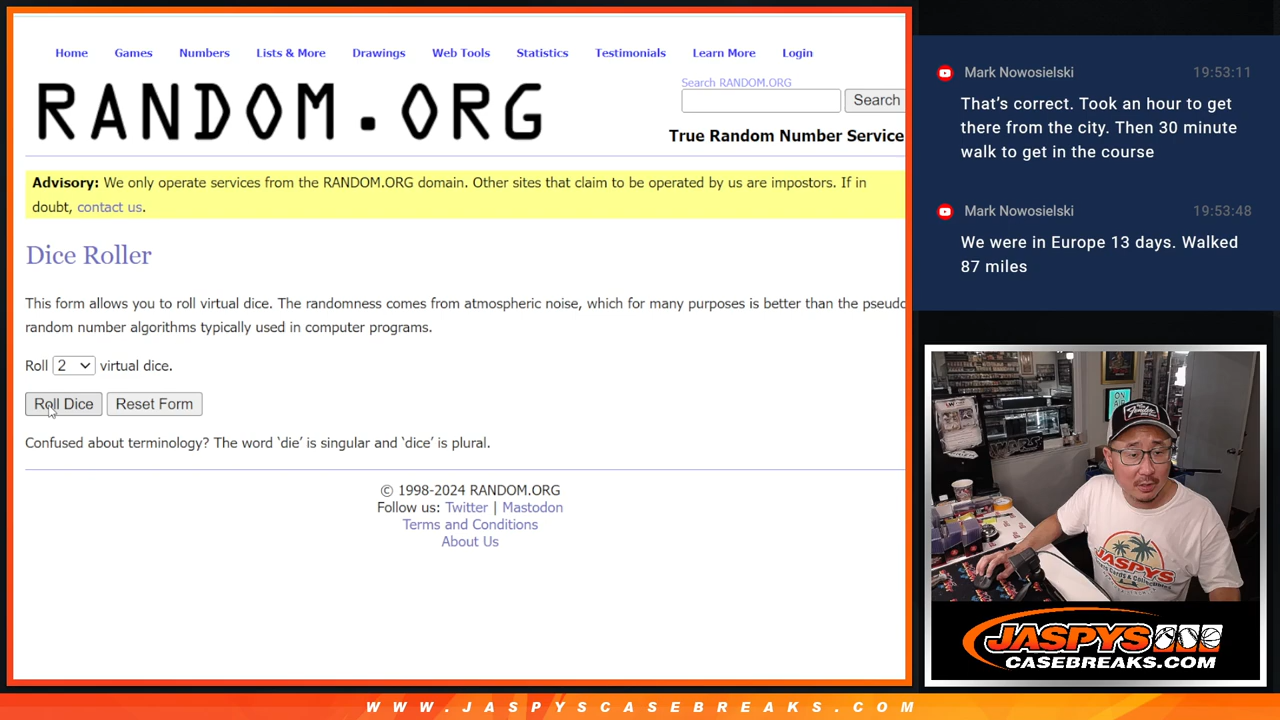 Home Games Numbers Lists & More Drawings Web Tools Statistics Testimonials Learn More Login
RANDOM.ORG
Search RANDOM.ORG
Search
True Random Number Service
Advisory: We only operate services from the RANDOM.ORG domain. Other sites that claim to be operated by us are impostors. If in
doubt, contact us.
Dice Roller
This form allows you to roll virtual dice. The randomness comes from atmospheric noise, which for many purposes is better than the pseudo
random number algorithms typically used in computer programs.
Roll 2 virtual dice.
Roll Dice Reset Form
Confused about terminology? The word ‘die’ is singular and ‘dice’ is plural.
© 1998-2024 RANDOM.ORG
Follow us: Twitter | Mastodon
Terms and Conditions
About Us
Mark Nowosielski 19:53:11
That’s correct. Took an hour to get
there from the city. Then 30 minute
walk to get in the course
Mark Nowosielski 19:53:48
We were in Europe 13 days. Walked
87 miles
ON
AIR
Fender
JASPYS
JASPYS
CASEBREAKS.COM
WWW.JASPYSCASEBREAKS.COM